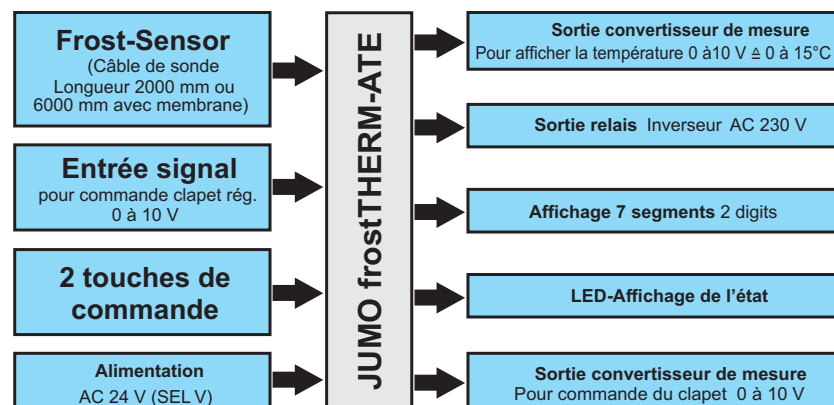 Frost-Sensor
(Câble de sonde
Longueur 2000 mm ou
6000 mm avec membrane)
Entrée signal
pour commande clapet rég.
0 à 10 V
2 touches de
commande
Alimentation
AC 24 V (SEL V)
JUMO frostTHERM-ATE
Sortie convertisseur de mesure
Pour afficher la température 0 à10 V ≙ 0 à 15°C
Sortie relais Inverseur AC 230 V
Affichage 7 segments 2 digits
LED-Affichage de l'état
Sortie convertisseur de mesure
Pour commande du clapet 0 à 10 V